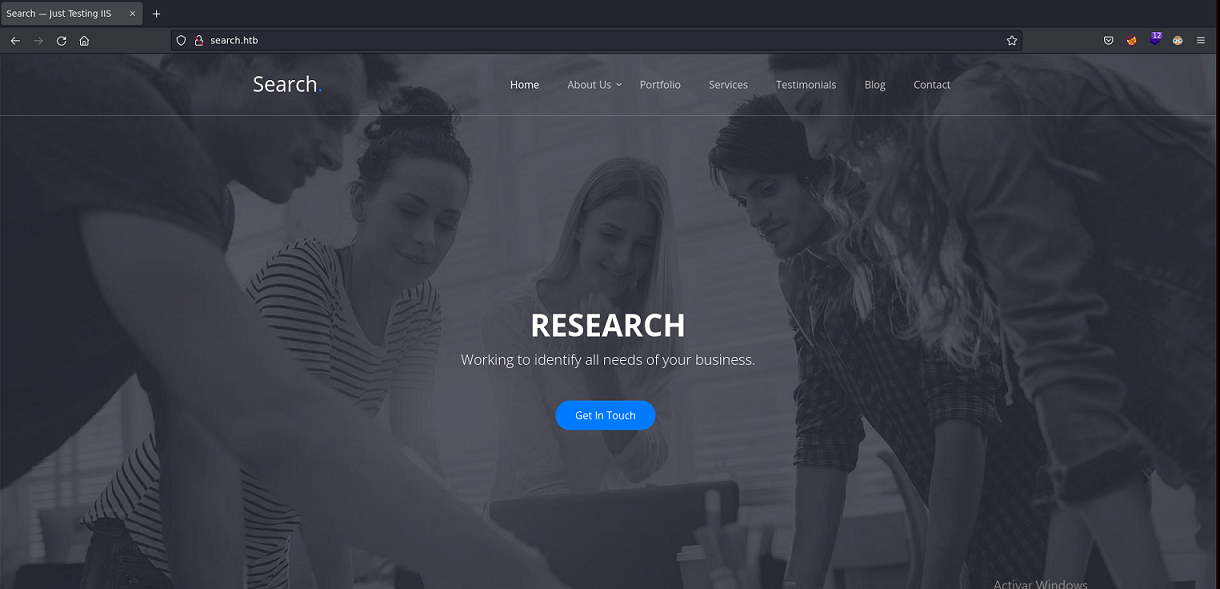 Search — Just Testing IIS
search.htb
12
Search.
Home About Us Portfolio Services Testimonials Blog Contact
RESEARCH
Working to identify all needs of your business.
Get In Touch
Activar Windows